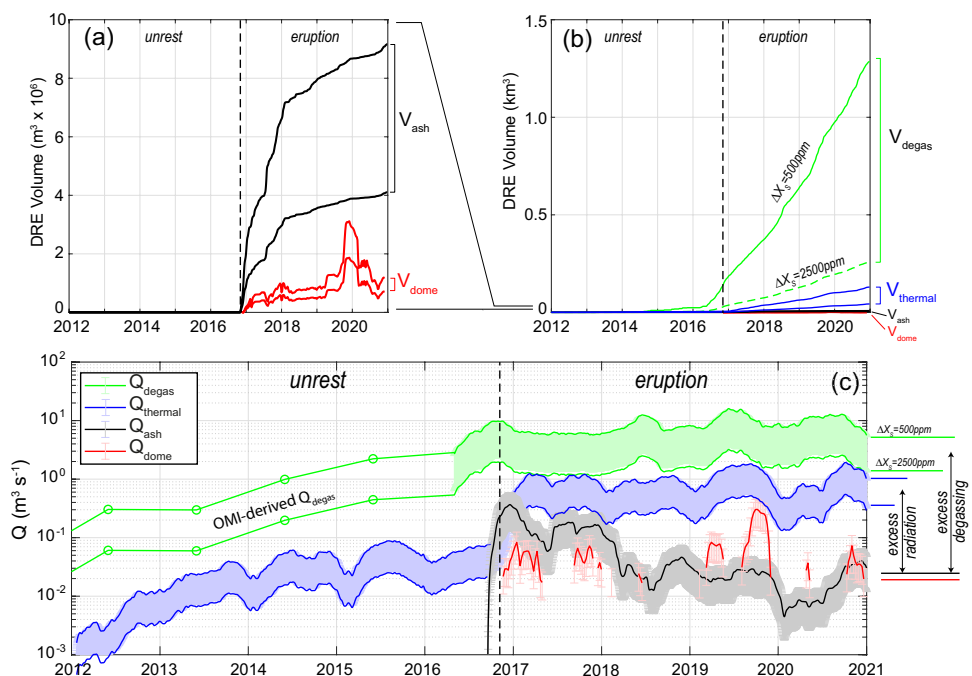 (a)
unrest
eruption
DRE Volume (m³ x 10⁶)
10
8
6
4
2
0
2012
2014
2016
2018
2020
V_ash
V_dome
(b)
unrest
eruption
DRE Volume (km³)
1.5
1.0
0.5
0
2012
2014
2016
2018
2020
ΔX_S=500ppm
ΔX_S=2500ppm
V_degas
V_thermal
V_ash
V_dome
(c)
unrest
eruption
Q (m³ s⁻¹)
10²
10¹
10⁰
10⁻¹
10⁻²
10⁻³
2012
2013
2014
2015
2016
2017
2018
2019
2020
2021
Q_degas
Q_thermal
Q_ash
Q_dome
OMI-derived Q_degas
ΔX_S=500ppm
ΔX_S=2500ppm
excess
radiation
excess
degassing